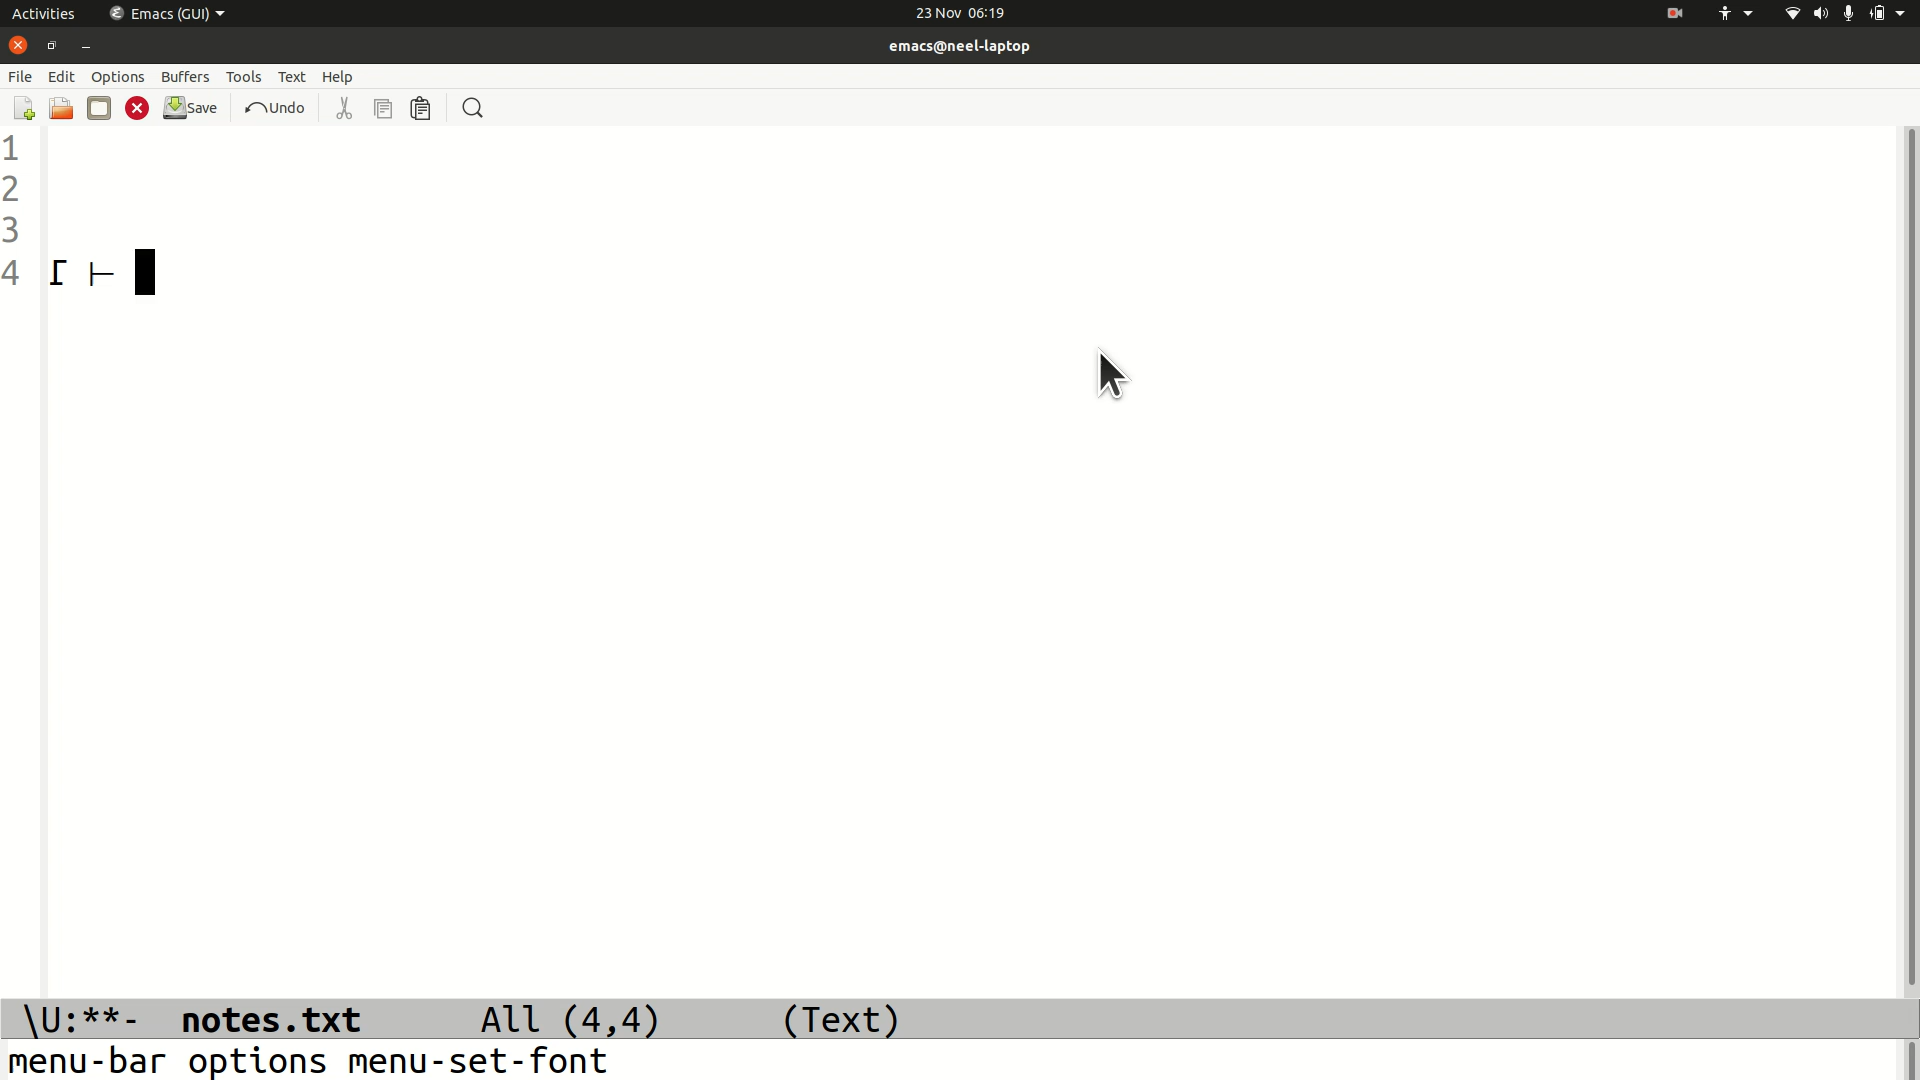 Activities Emacs (GUI) 23 Nov 06:19
emacs@neel-laptop
File Edit Options Buffers Tools Text Help
Save Undo
1
2
3
4 Γ ⊢
\U:**- notes.txt All (4,4) (Text)
menu-bar options menu-set-font